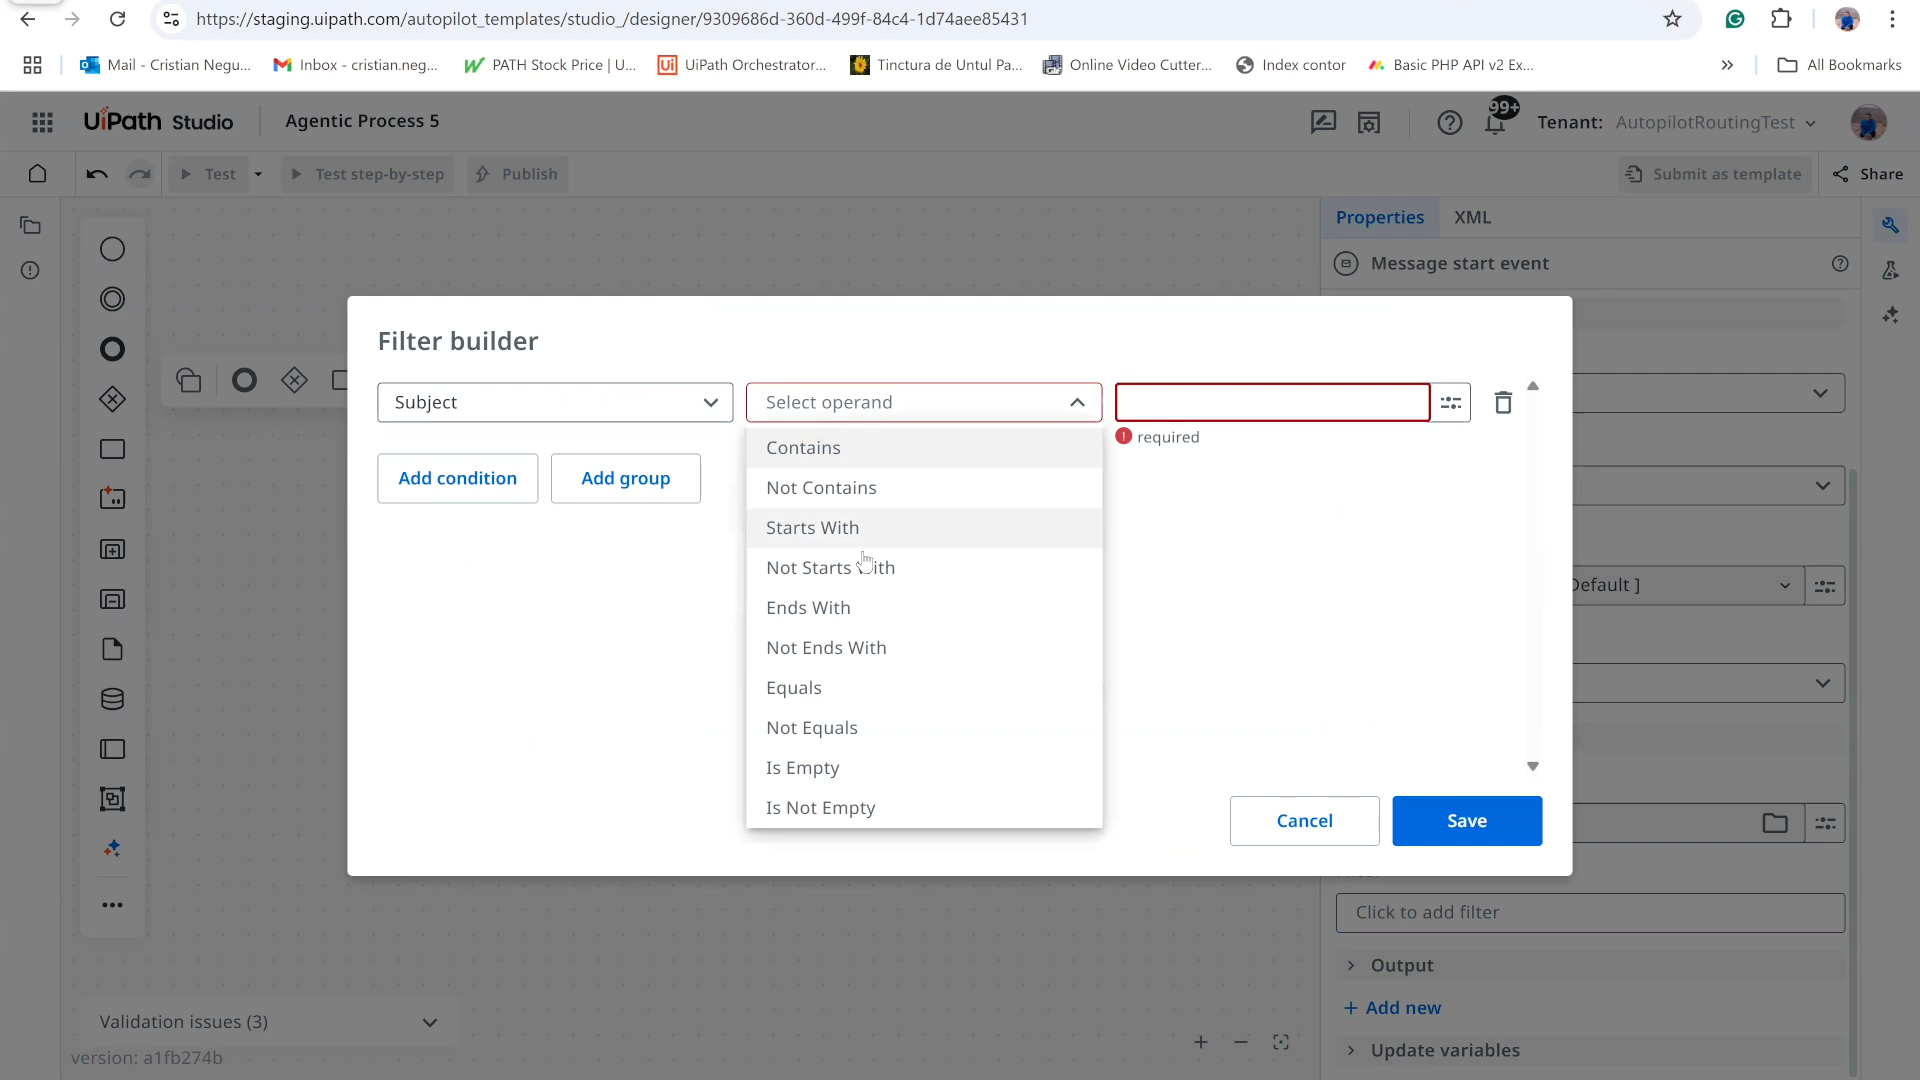 https://staging.uipath.com/autopilot_templates/studio_/designer/9309686d-360d-499f-84c4-1d74aee85431
Mail - Cristian Negu...
Inbox - cristian.neg...
PATH Stock Price | U...
UiPath Orchestrator...
Tinctura de Untul Pa...
Online Video Cutter...
Index contor
Basic PHP API v2 Ex...
All Bookmarks
UiPath Studio
Agentic Process 5
99+
Tenant: AutopilotRoutingTest
Test
Test step-by-step
Publish
Submit as template
Share
Properties
XML
Message start event
Filter builder
Subject
Select operand
required
Add condition
Add group
Contains
Not Contains
Starts With
Not Starts With
Ends With
Not Ends With
Equals
Not Equals
Is Empty
Is Not Empty
Default ]
Cancel
Save
Click to add filter
Output
+ Add new
Update variables
Validation issues (3)
version: a1fb274b